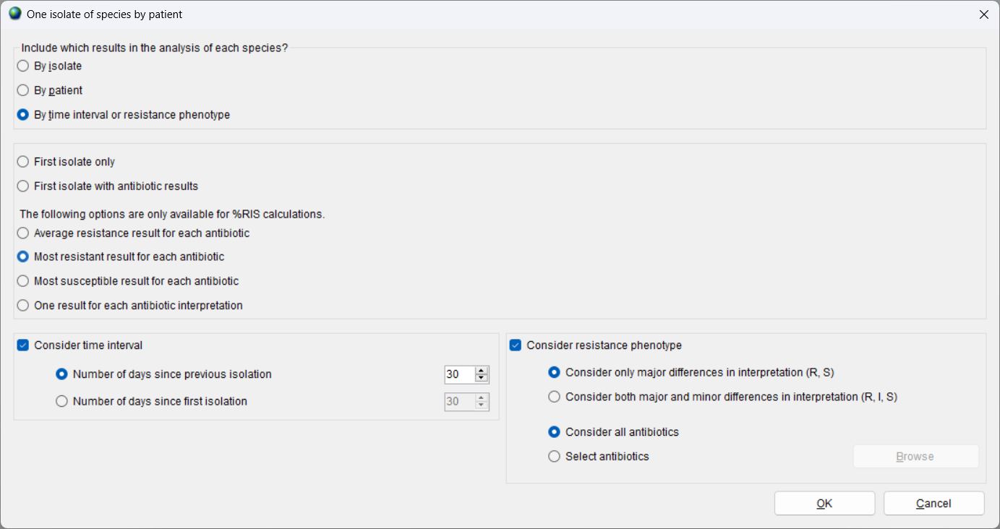 One isolate of species by patient
Include which results in the analysis of each species?
By isolate
By patient
By time interval or resistance phenotype
First isolate only
First isolate with antibiotic results
The following options are only available for %RIS calculations.
Average resistance result for each antibiotic
Most resistant result for each antibiotic
Most susceptible result for each antibiotic
One result for each antibiotic interpretation
Consider time interval
Number of days since previous isolation 30
Number of days since first isolation 30
Consider resistance phenotype
Consider only major differences in interpretation (R, S)
Consider both major and minor differences in interpretation (R, I, S)
Consider all antibiotics
Select antibiotics Browse
OK Cancel